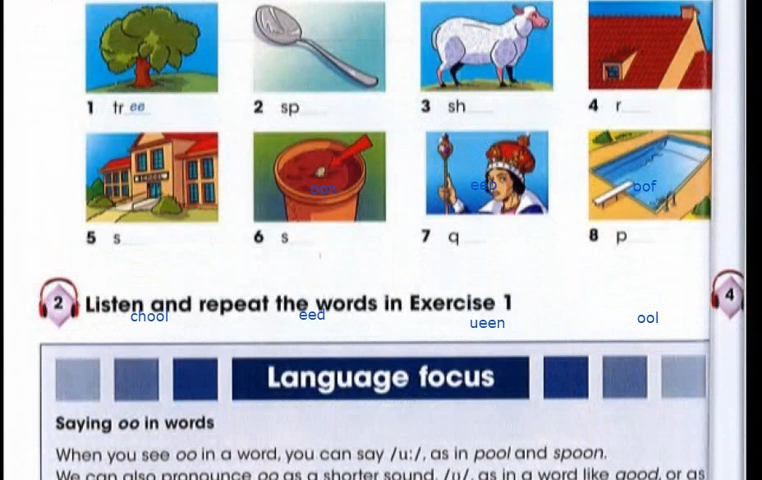 1 tr ee
2 sp
3 sh
4 r
SCHOOL
oon
eep
oof
5 s
6 s
7 q
8 p
2 Listen and repeat the words in Exercise 1
4
chool
eed
ueen
ool
Language focus
Saying oo in words
When you see oo in a word, you can say /u:/, as in pool and spoon.
We can also pronounce oo as a shorter sound, /ʊ/, as in a word like good, or as